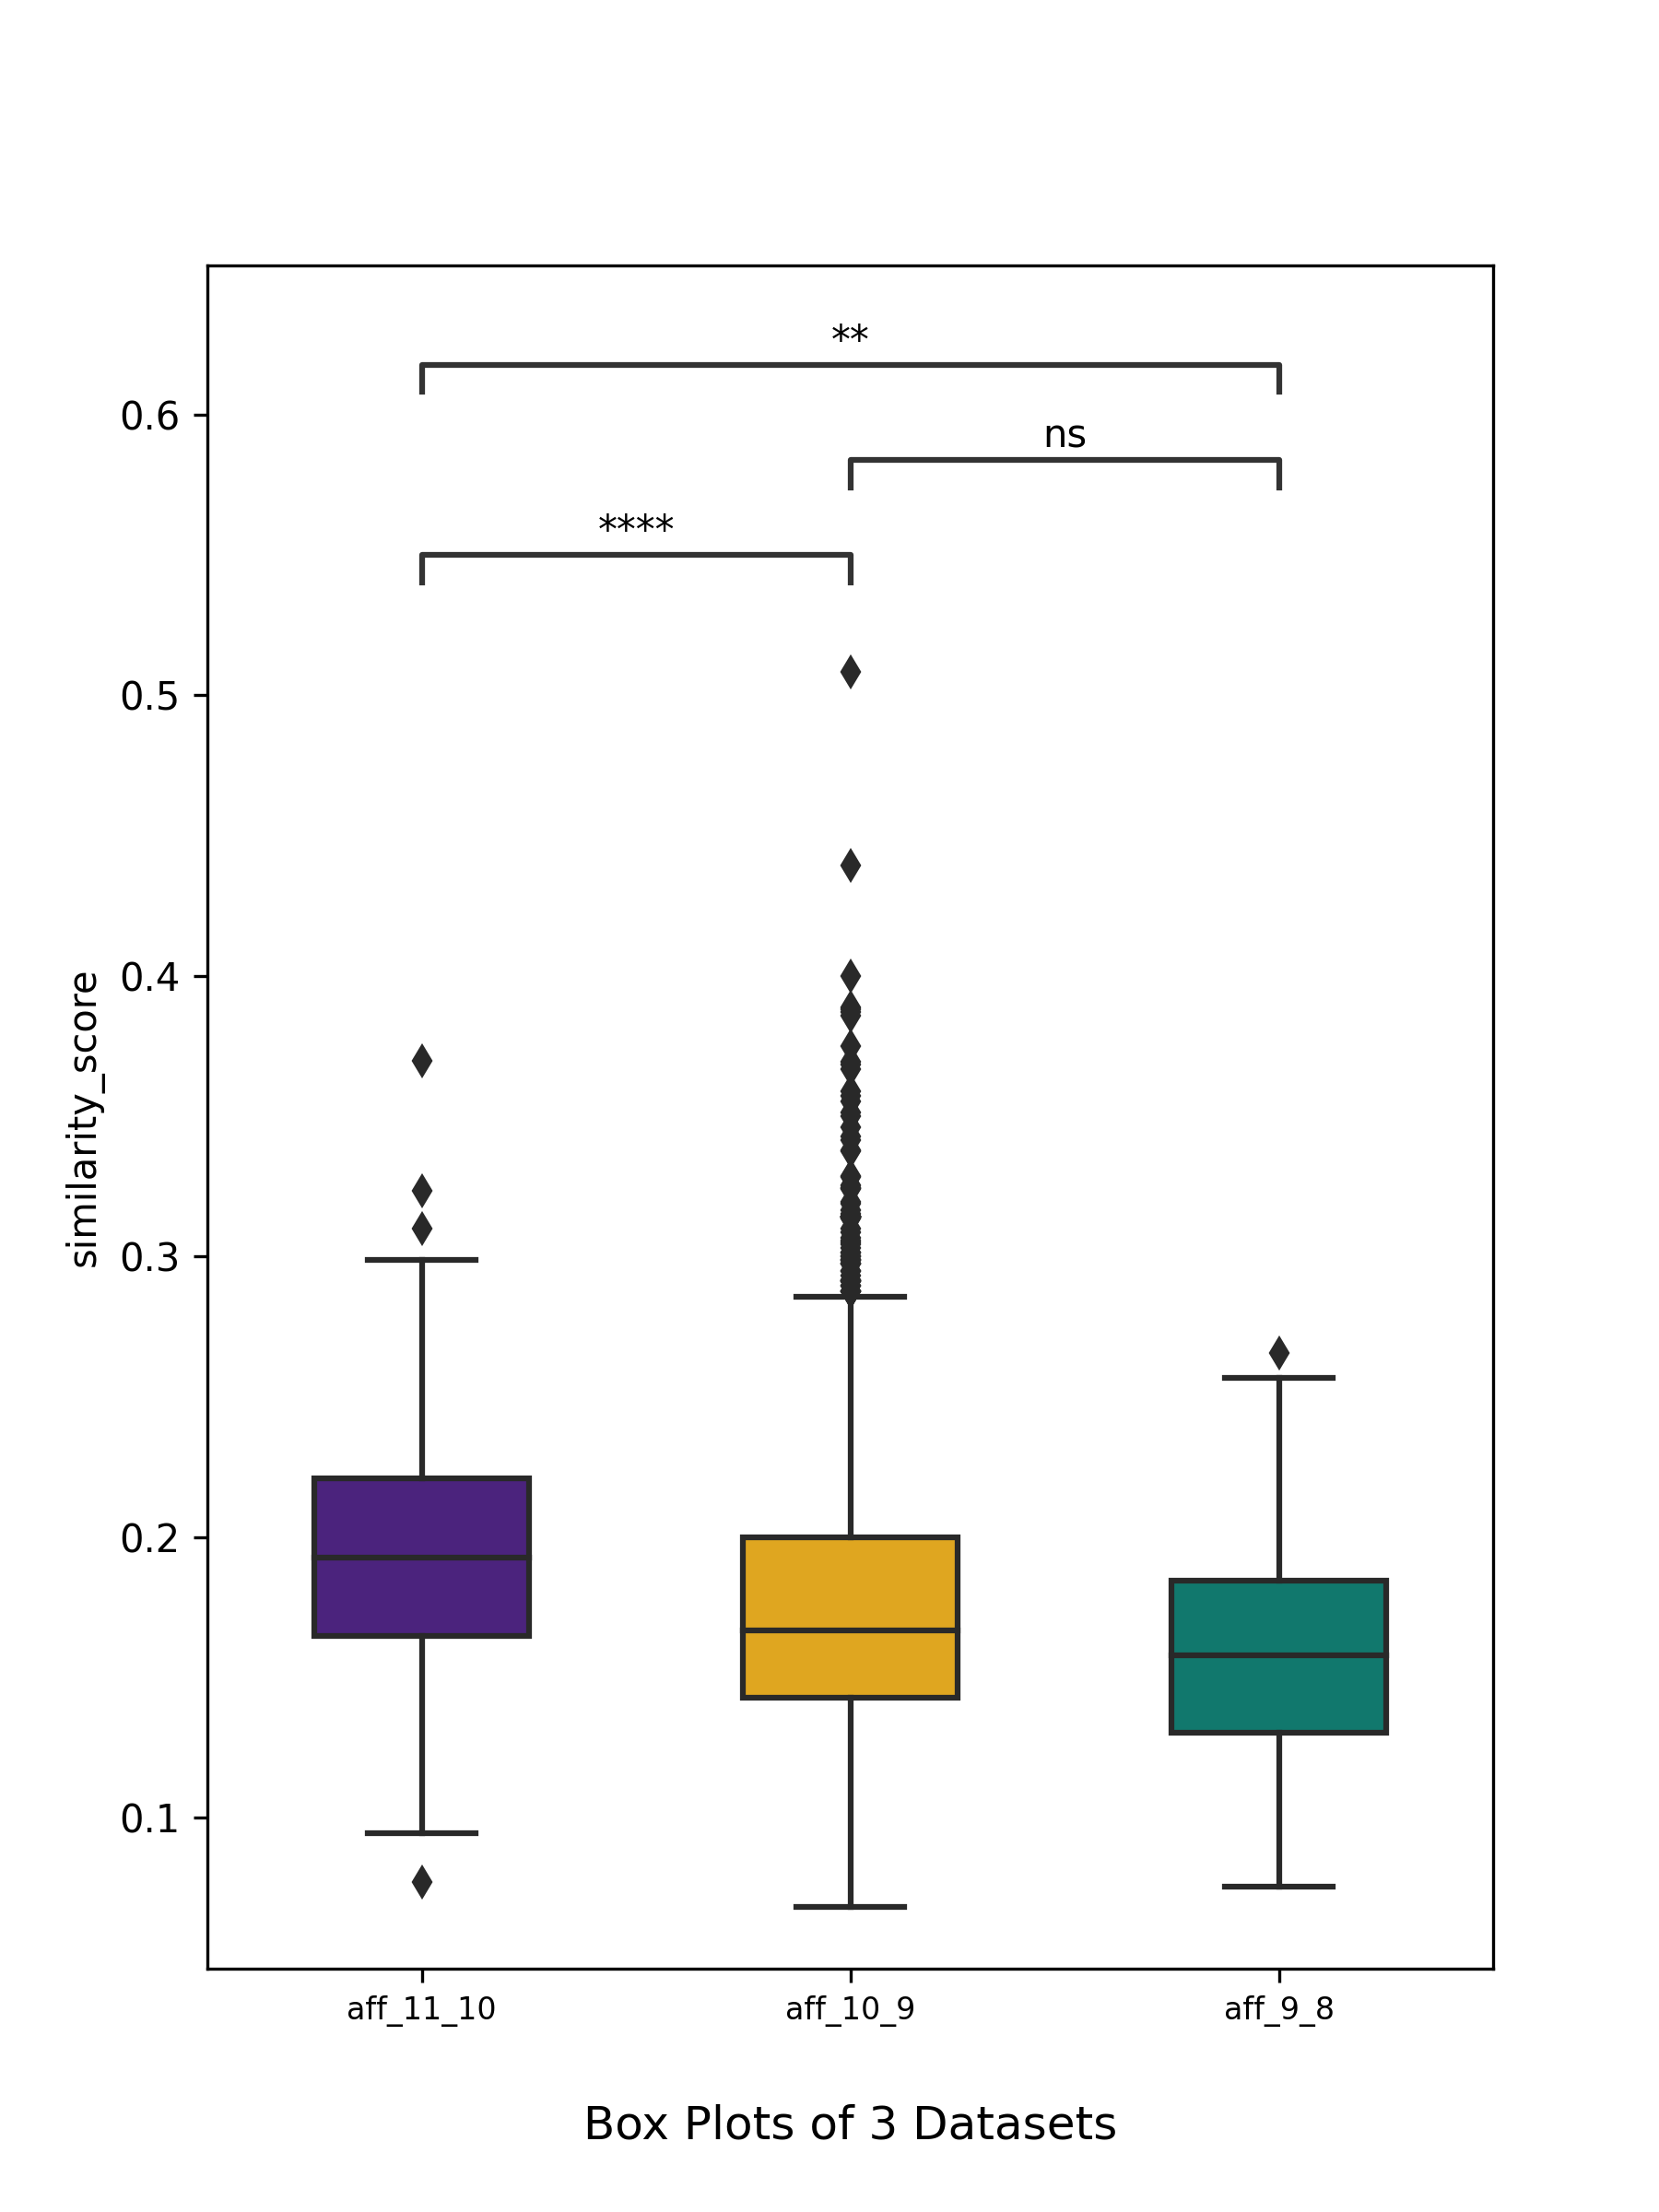 **
ns
****
0.6
0.5
0.4
0.3
0.2
0.1
similarity_score
aff_11_10
aff_10_9
aff_9_8
Box Plots of 3 Datasets